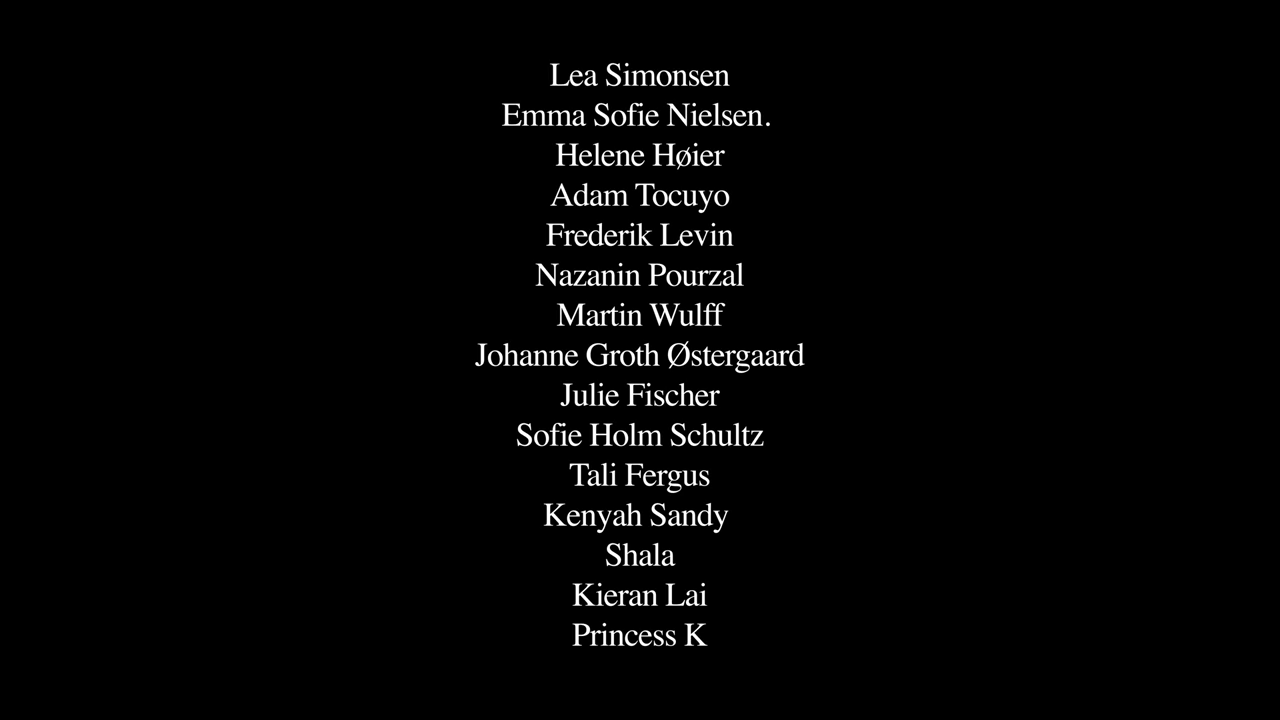 Lea Simonsen
Emma Sofie Nielsen.
Helene Høier
Adam Tocuyo
Frederik Levin
Nazanin Pourzal
Martin Wulff
Johanne Groth Østergaard
Julie Fischer
Sofie Holm Schultz
Tali Fergus
Kenyah Sandy
Shala
Kieran Lai
Princess K